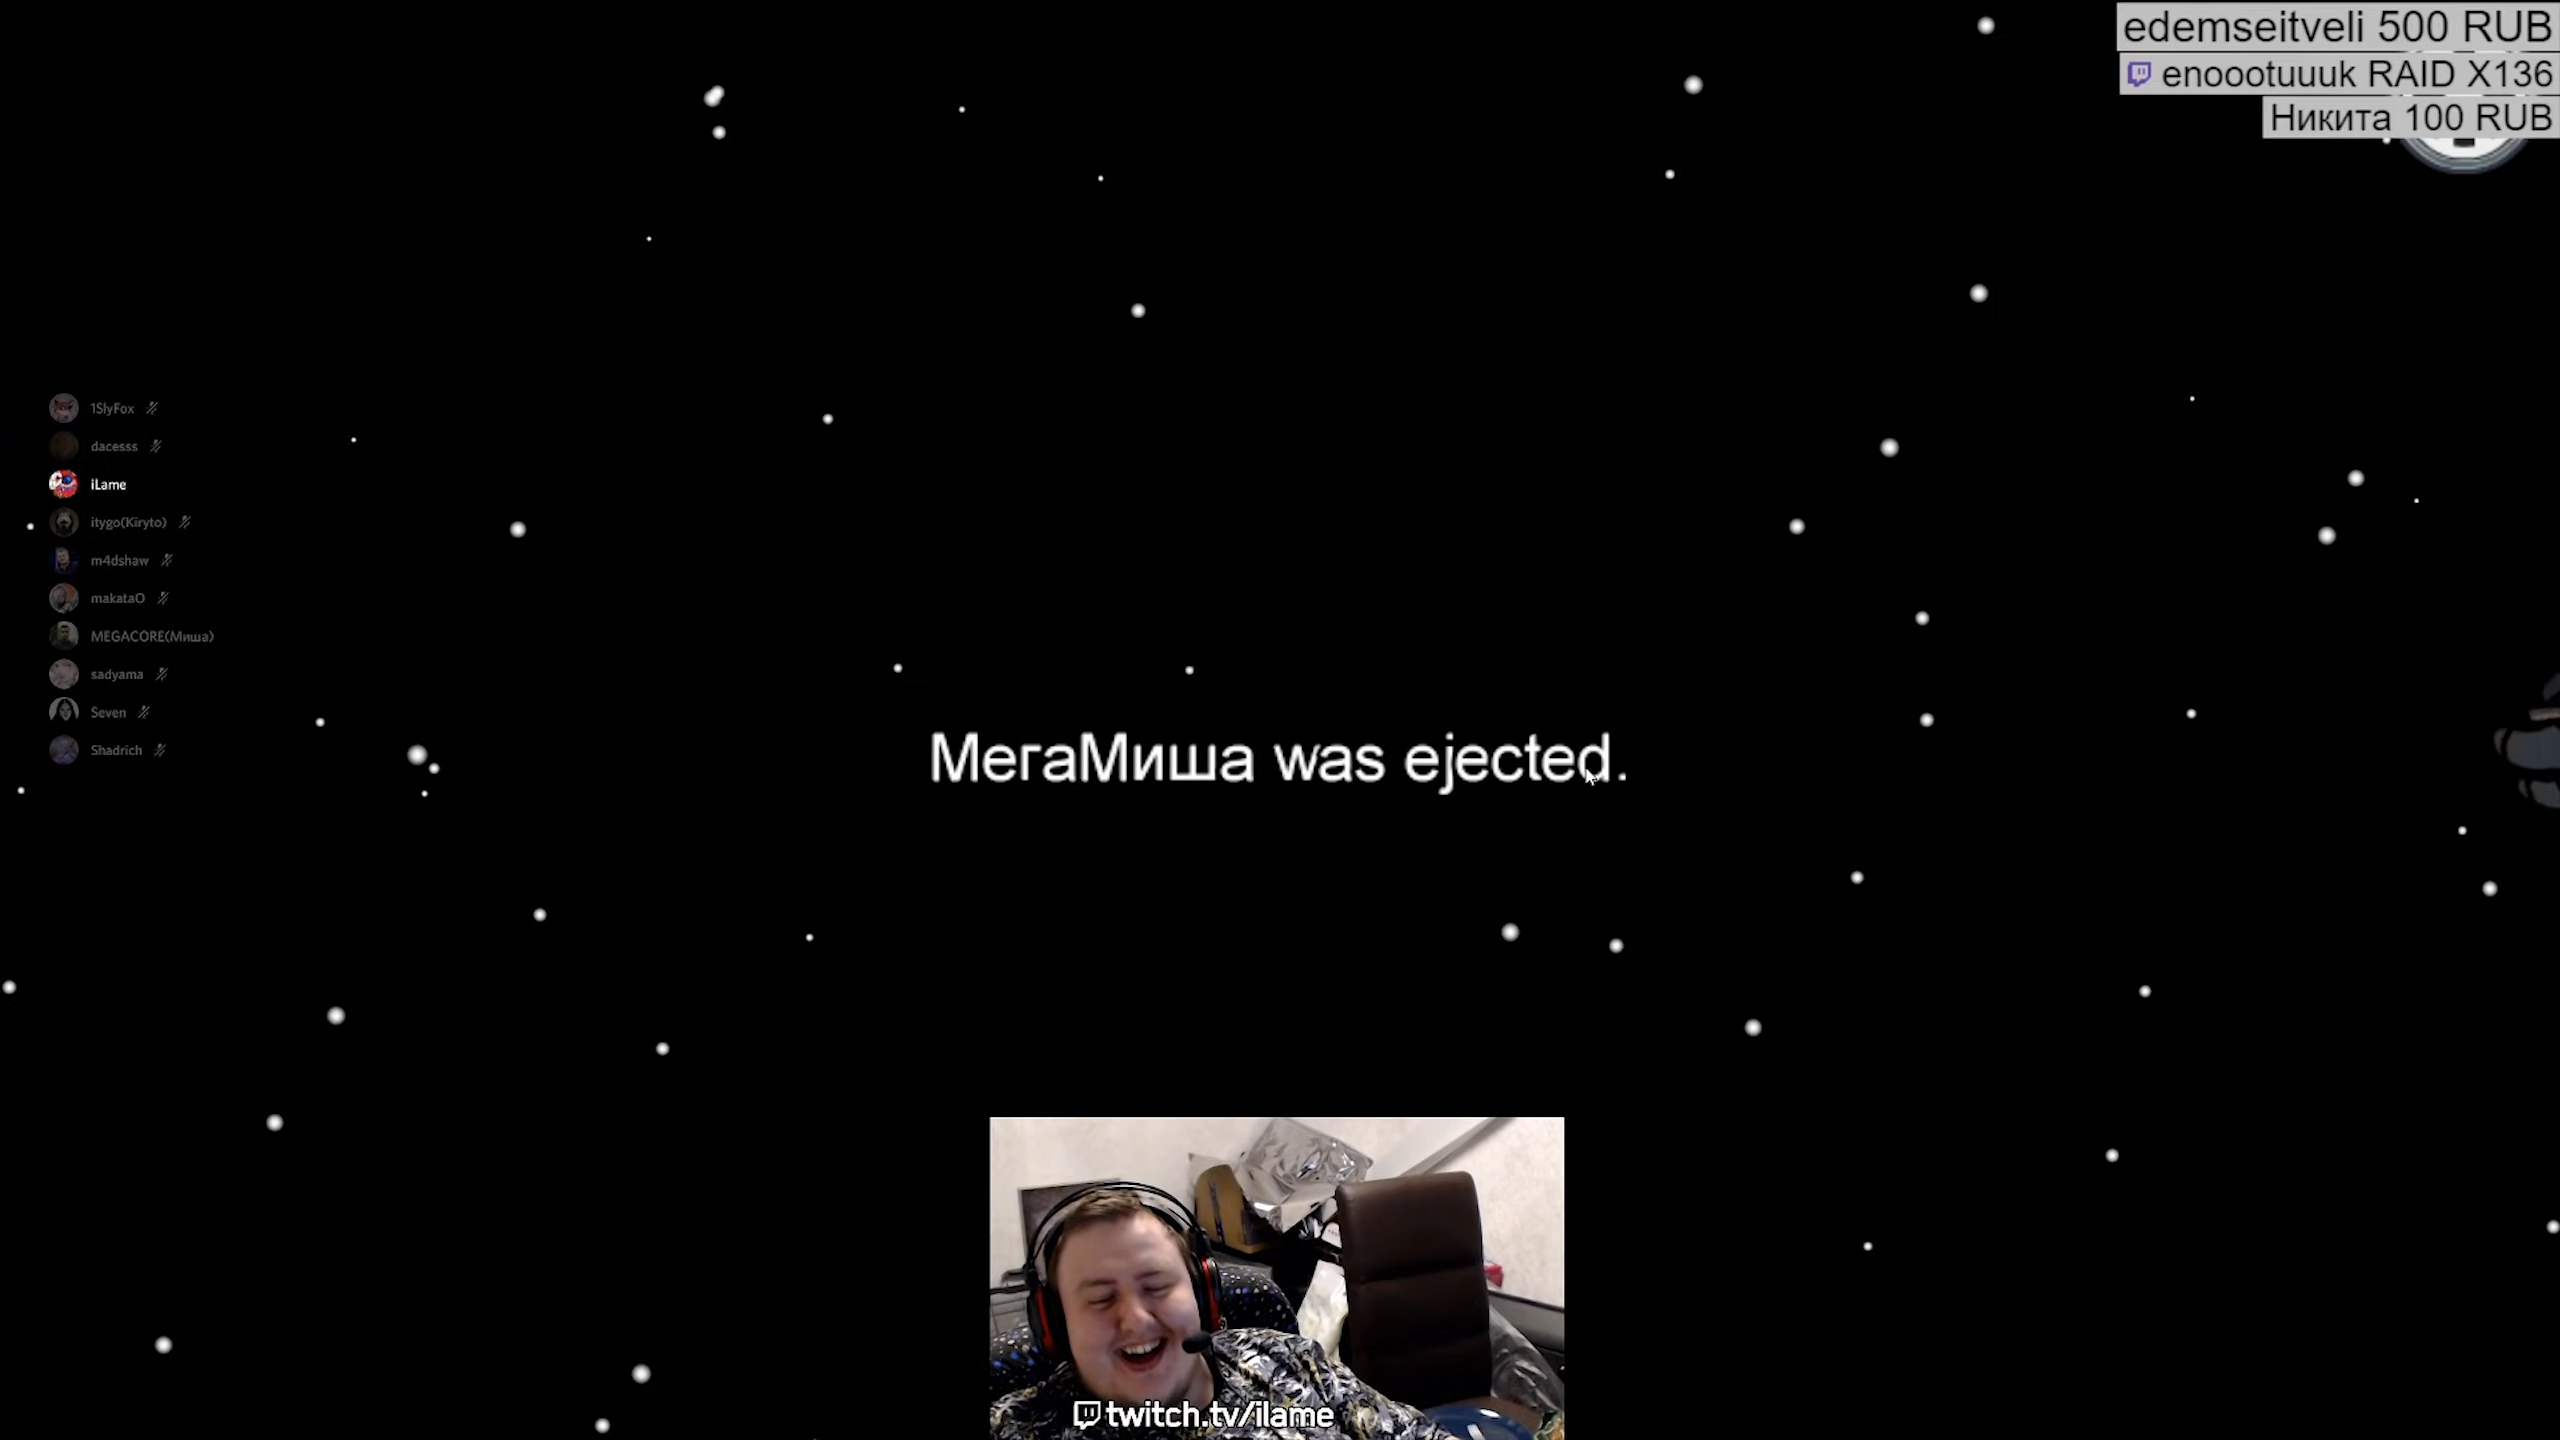 edemseitveli 500 RUB
enoootuuuk RAID X136
Никита 100 RUB
1SlyFox
dacesss
iLame
itygo(Kiryto)
m4dshaw
makataO
MEGACORE(Миша)
sadyama
Seven
Shadrich
МегаМиша was ejected.
twitch.tv/ilame